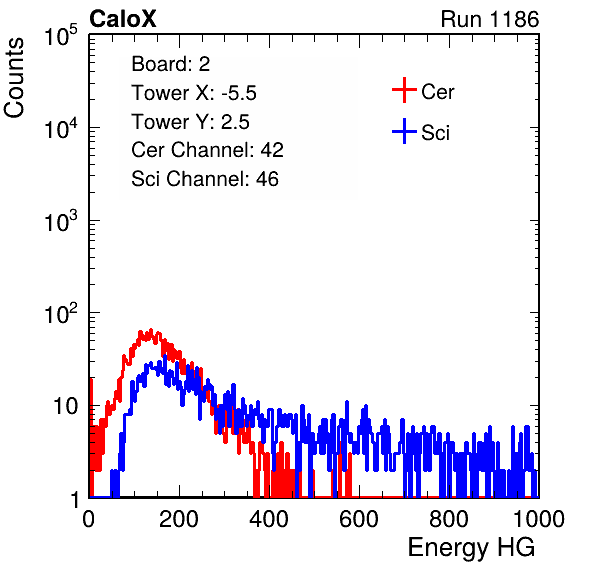 CaloX Run 1186
Board: 2
Tower X: -5.5
Tower Y: 2.5
Cer Channel: 42
Sci Channel: 46
Cer
Sci
Counts
10^5
10^4
10^3
10^2
10
1
0 200 400 600 800 1000
Energy HG